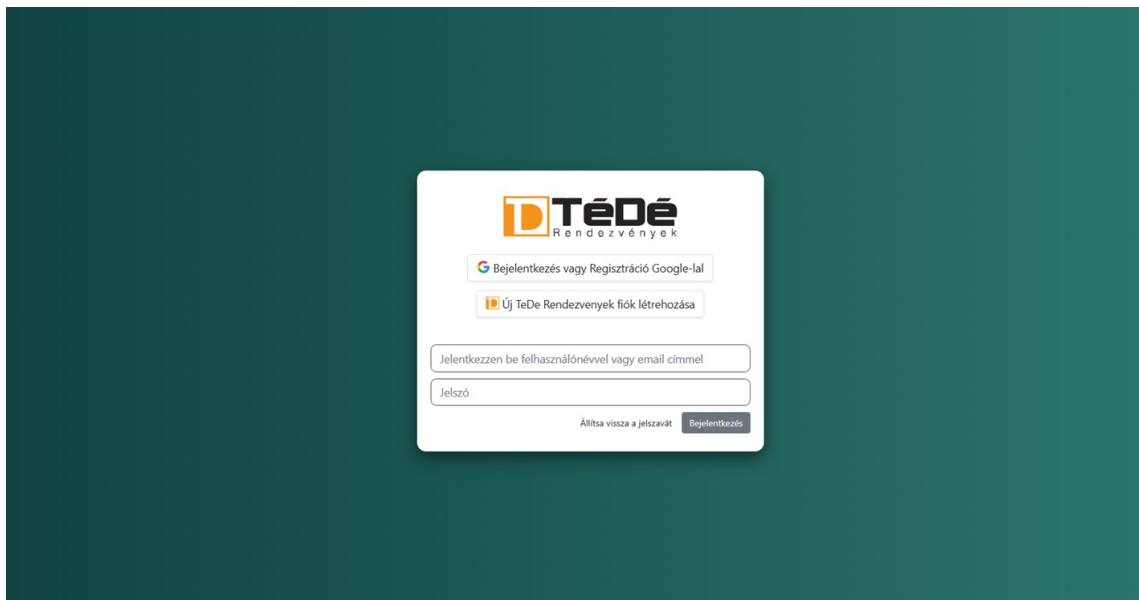 TéDé
Rendezvények
Bejelentkezés vagy Regisztráció Google-lal
Új TeDe Rendezvenyek fiók létrehozása
Jelentkezzen be felhasználónévvel vagy email címmel
Jelszó
Állítsa vissza a jelszavát Bejelentkezés